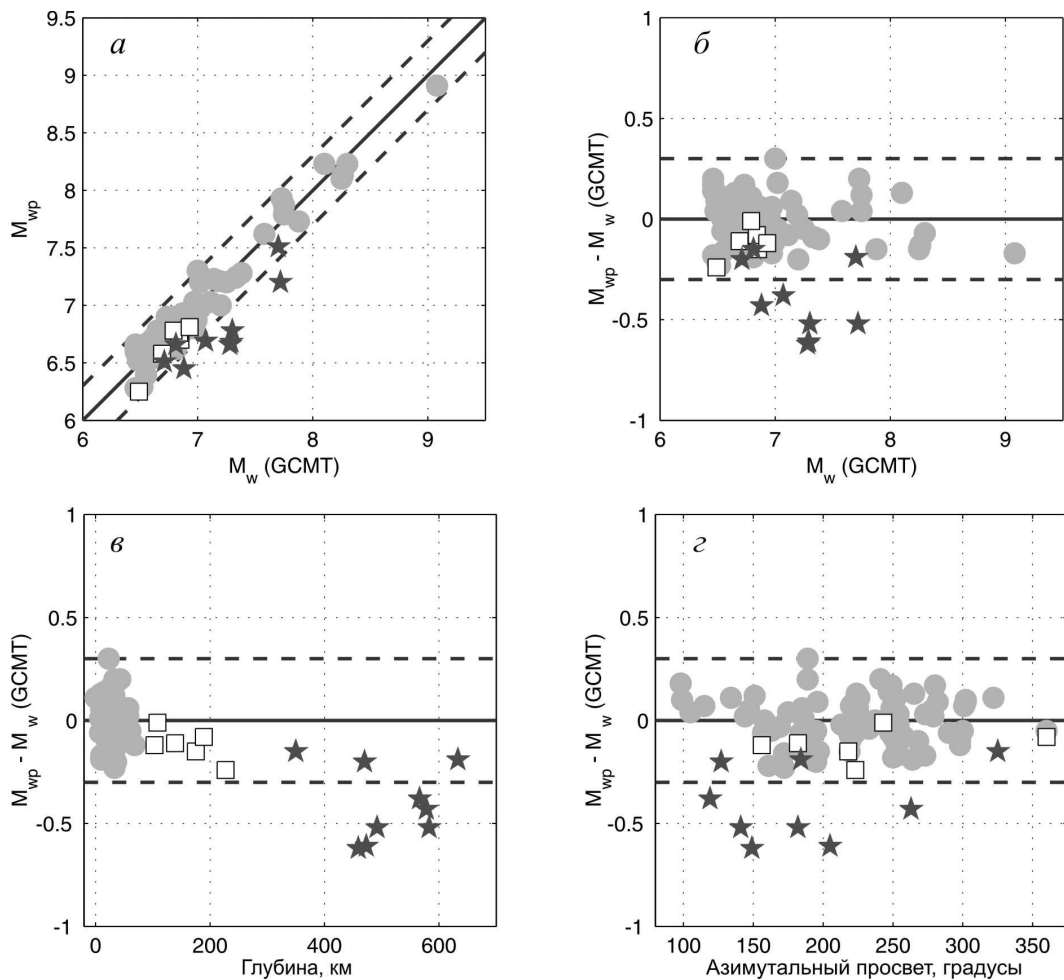 а
9.5
9
8.5
8
7.5
7
6.5
6
M_wp
6 7 8 9
M_w (GCMT)
б
1
0.5
0
-0.5
-1
M_wp - M_w (GCMT)
6 7 8 9
M_w (GCMT)
в
1
0.5
0
-0.5
-1
M_wp - M_w (GCMT)
0 200 400 600
Глубина, км
г
1
0.5
0
-0.5
-1
M_wp - M_w (GCMT)
100 150 200 250 300 350
Азимутальный просвет, градусы